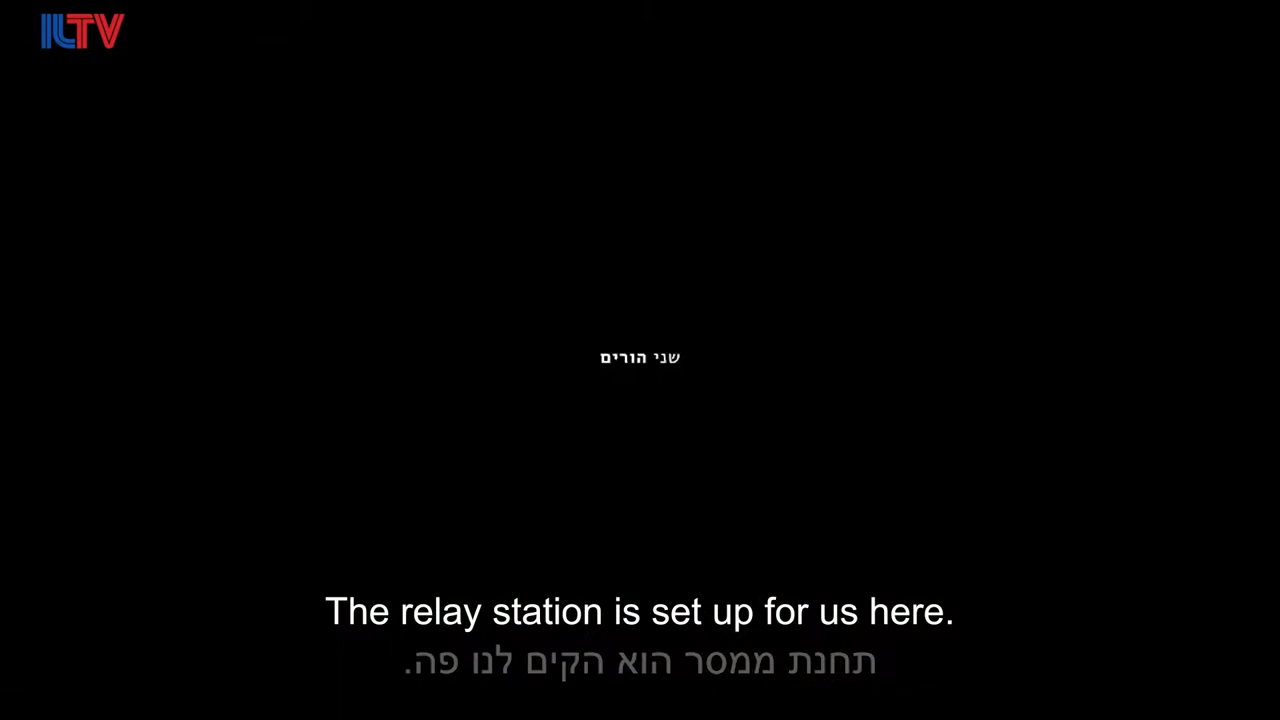 ILTV
שני הורים
The relay station is set up for us here.
תחנת ממסר הוא הקים לנו פה.